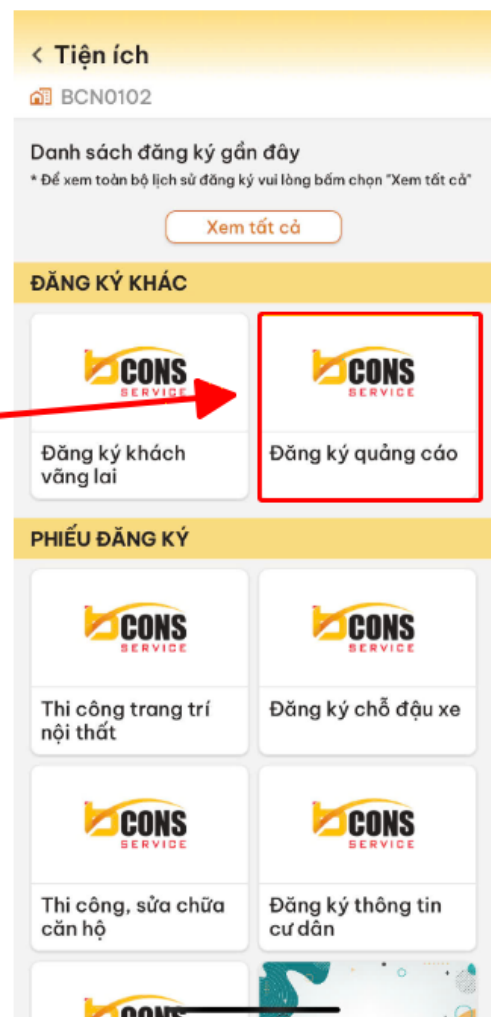 < Tiện ích
BCN0102
Danh sách đăng ký gần đây
* Để xem toàn bộ lịch sử đăng ký vui lòng bấm chọn "Xem tất cả"
Xem tất cả
ĐĂNG KÝ KHÁC
CONS
SERVICE
CONS
SERVICE
Đăng ký khách
vãng lai
Đăng ký quảng cáo
PHIẾU ĐĂNG KÝ
CONS
SERVICE
CONS
SERVICE
Thi công trang trí
nội thất
Đăng ký chỗ đậu xe
CONS
SERVICE
CONS
SERVICE
Thi công, sửa chữa
căn hộ
Đăng ký thông tin
cư dân
CONS